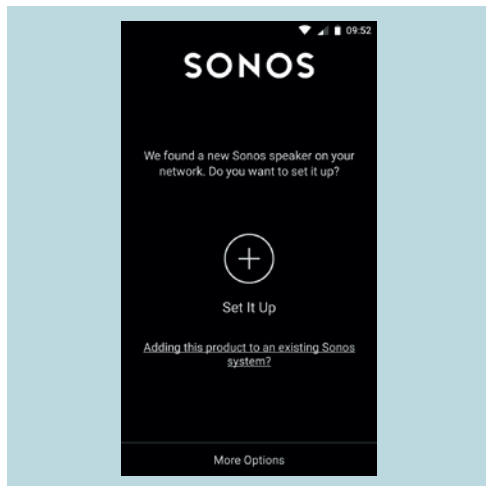 09:52
SONOS
We found a new Sonos speaker on your
network. Do you want to set it up?
Set It Up
Adding this product to an existing Sonos
system?
More Options